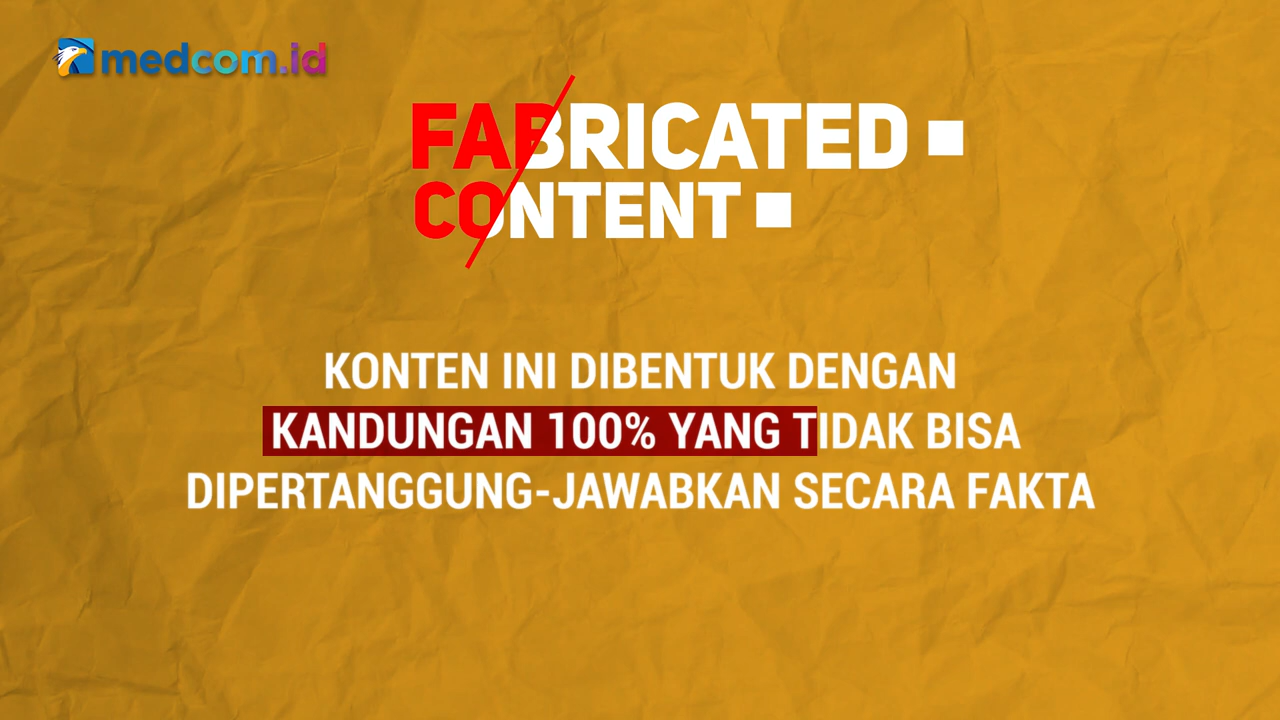 medcom.id
FABRICATED
CONTENT
KONTEN INI DIBENTUK DENGAN
KANDUNGAN 100% YANG TIDAK BISA
DIPERTANGGUNG-JAWABKAN SECARA FAKTA